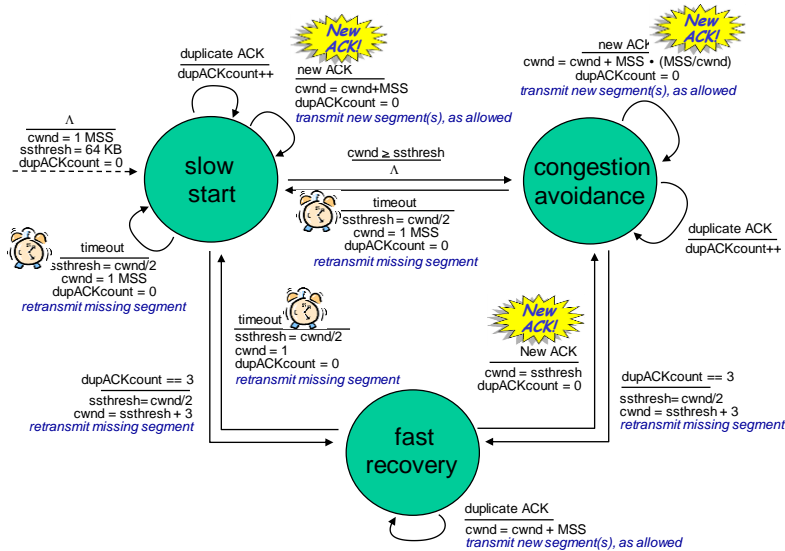 New
ACK!
duplicate ACK
dupACKcount++
new ACK
cwnd = cwnd+MSS
dupACKcount = 0
transmit new segment(s), as allowed
New
ACK!
new ACK
cwnd = cwnd + MSS • (MSS/cwnd)
dupACKcount = 0
transmit new segment(s), as allowed
Λ
cwnd = 1 MSS
ssthresh = 64 KB
dupACKcount = 0
slow
start
cwnd ≥ ssthresh
Λ
congestion
avoidance
timeout
ssthresh = cwnd/2
cwnd = 1 MSS
dupACKcount = 0
retransmit missing segment
timeout
ssthresh= cwnd/2
cwnd = 1 MSS
dupACKcount = 0
retransmit missing segment
duplicate ACK
dupACKcount++
timeout
ssthresh = cwnd/2
cwnd = 1
dupACKcount = 0
retransmit missing segment
New
ACK!
New ACK
cwnd = ssthresh
dupACKcount = 0
dupACKcount == 3
ssthresh= cwnd/2
cwnd = ssthresh + 3
retransmit missing segment
dupACKcount == 3
ssthresh= cwnd/2
cwnd = ssthresh + 3
retransmit missing segment
fast
recovery
duplicate ACK
cwnd = cwnd + MSS
transmit new segment(s), as allowed